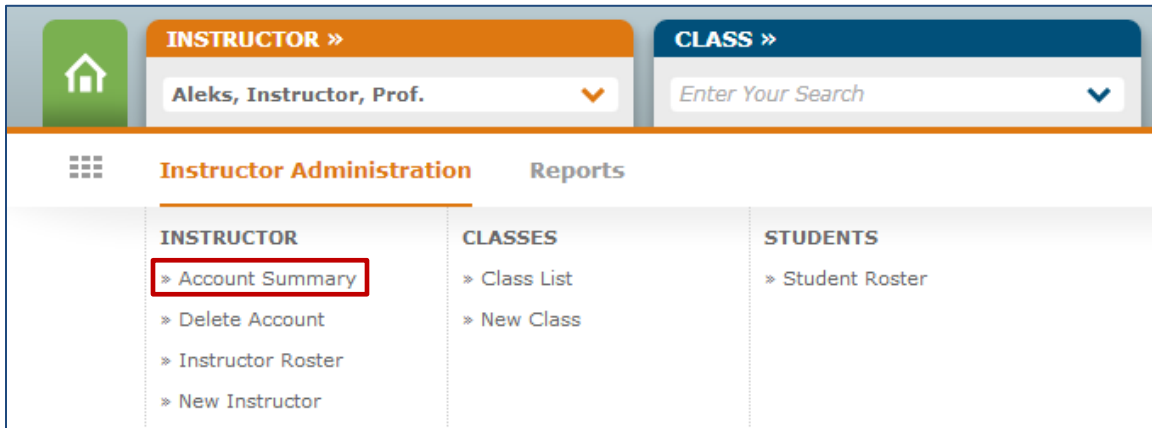 INSTRUCTOR »
CLASS »
Aleks, Instructor, Prof.
Enter Your Search
Instructor Administration
Reports
INSTRUCTOR
» Account Summary
» Delete Account
» Instructor Roster
» New Instructor
CLASSES
» Class List
» New Class
STUDENTS
» Student Roster